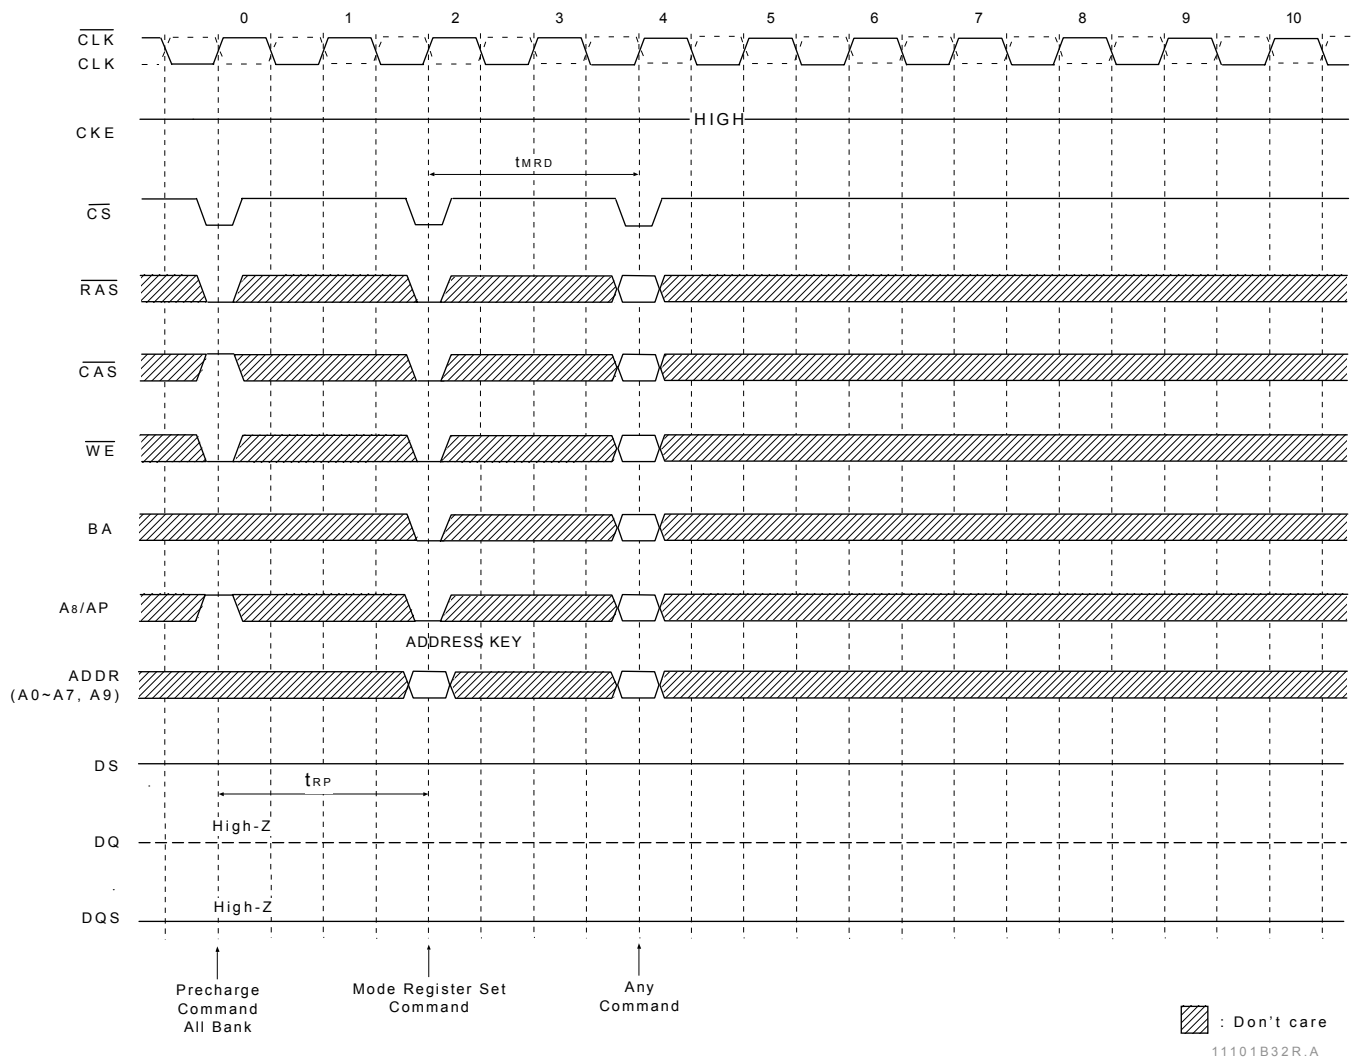 0 1 2 3 4 5 6 7 8 9 10
CLK
CLK
CKE
HIGH
tMRD
CS
RAS
CAS
WE
BA
A8/AP
ADDRESS KEY
ADDR
(A0~A7, A9)
DS
tRP
High-Z
DQ
High-Z
DQS
Precharge
Command
All Bank
Mode Register Set
Command
Any
Command
: Don't care
11101B32R.A